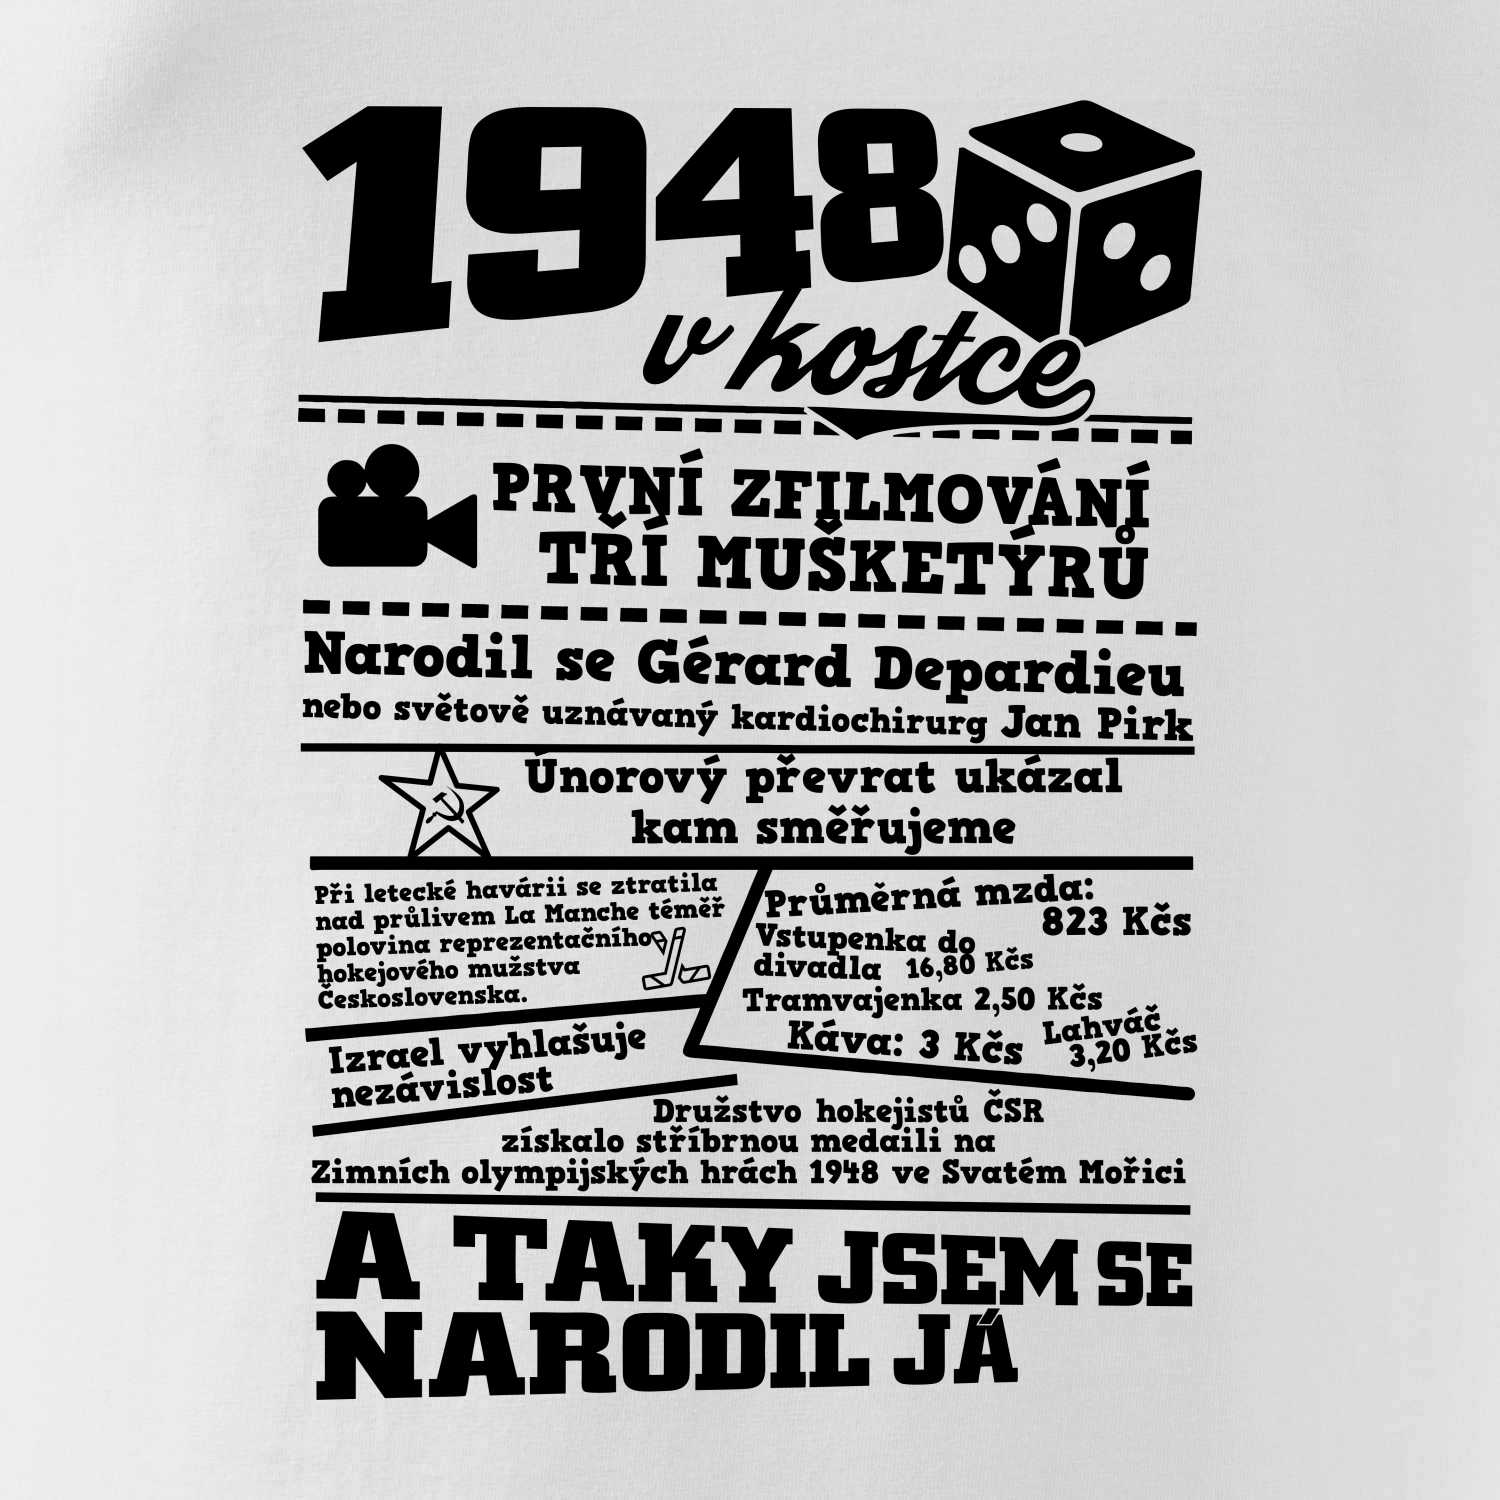 1948
v kostce
PRVNÍ ZFILMOVÁNÍ
TŘÍ MUŠKETÝRŮ
Narodil se Gérard Depardieu
nebo světově uznávaný kardiochirurg Jan Pirk
Únorový převrat ukázal
kam směřujeme
Při letecké havárii se ztratila
nad průlivem La Manche téměř
polovina reprezentačního
hokejového mužstva
Československa.
Průměrná mzda:
823 Kčs
Vstupenka do
divadla 16,80 Kčs
Tramvajenka 2,50 Kčs
Káva: 3 Kčs
Lahváč
3,20 Kčs
Izrael vyhlašuje
nezávislost
Družstvo hokejistů ČSR
získalo stříbrnou medaili na
Zimních olympijských hrách 1948 ve Svatém Mořici
A TAKY JSEM SE
NARODIL JÁ